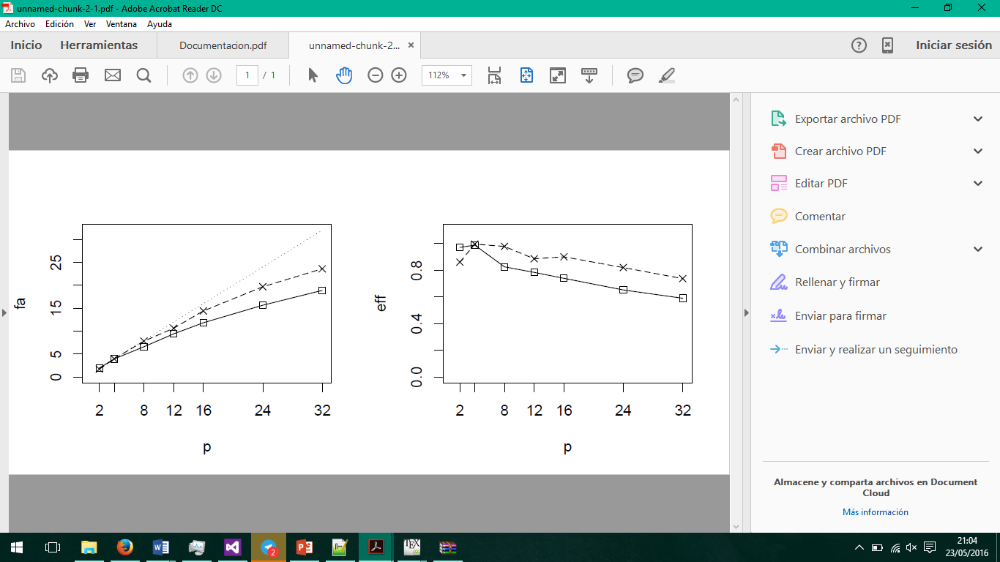 unnamed-chunk-2-1.pdf - Adobe Acrobat Reader DC
Archivo Edición Ver Ventana Ayuda
Inicio Herramientas Documentacion.pdf unnamed-chunk-2... × Iniciar sesión
1 / 1 112%
Exportar archivo PDF
Crear archivo PDF
Editar PDF
Comentar
Combinar archivos
Rellenar y firmar
Enviar para firmar
Enviar y realizar un seguimiento
Almacene y comparta archivos en Document
Cloud
Más información
fa
25
15
5
0
2 8 12 16 24 32
p
eff
0.8
0.4
0.0
2 8 12 16 24 32
p
2
TEX
21:04
23/05/2016